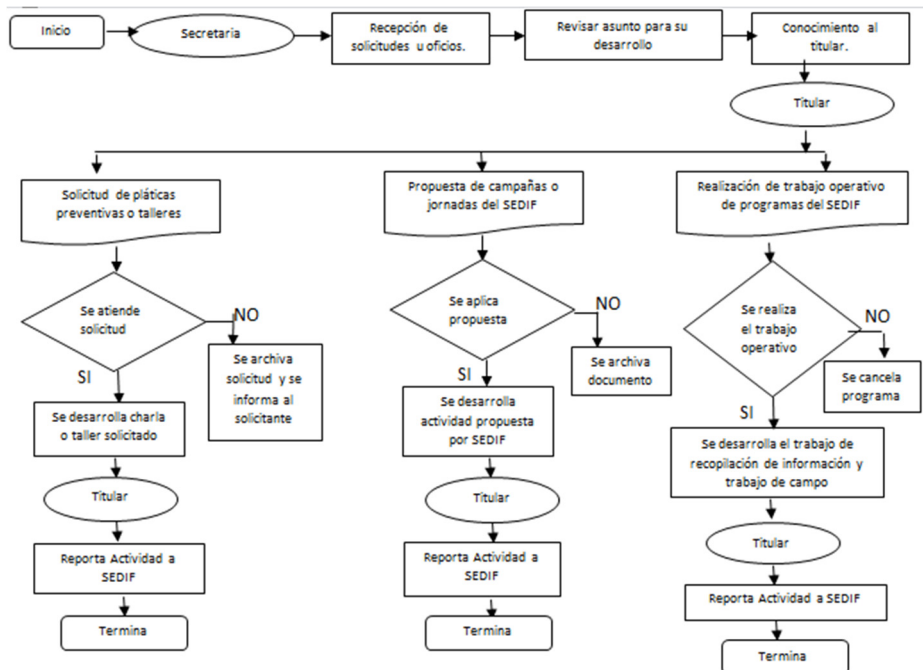 Inicio
Secretaria
Recepción de
solicitudes u oficios.
Revisar asunto para su
desarrollo
Conocimiento al
titular.
Titular
Solicitud de pláticas
preventivas o talleres
Propuesta de campañas o
jornadas del SEDIF
Realización de trabajo operativo
de programas del SEDIF
Se atiende
solicitud
NO
Se archiva
solicitud y se
informa al
solicitante
SI
Se desarrolla charla
o taller solicitado
Titular
Reporta Actividad a
SEDIF
Termina
Se aplica
propuesta
NO
Se archiva
documento
SI
Se desarrolla
actividad propuesta
por SEDIF
Titular
Reporta Actividad a
SEDIF
Termina
Se realiza
el trabajo
operativo
NO
Se cancela
programa
SI
Se desarrolla el trabajo de
recopilación de información y
trabajo de campo
Titular
Reporta Actividad a SEDIF
Termina